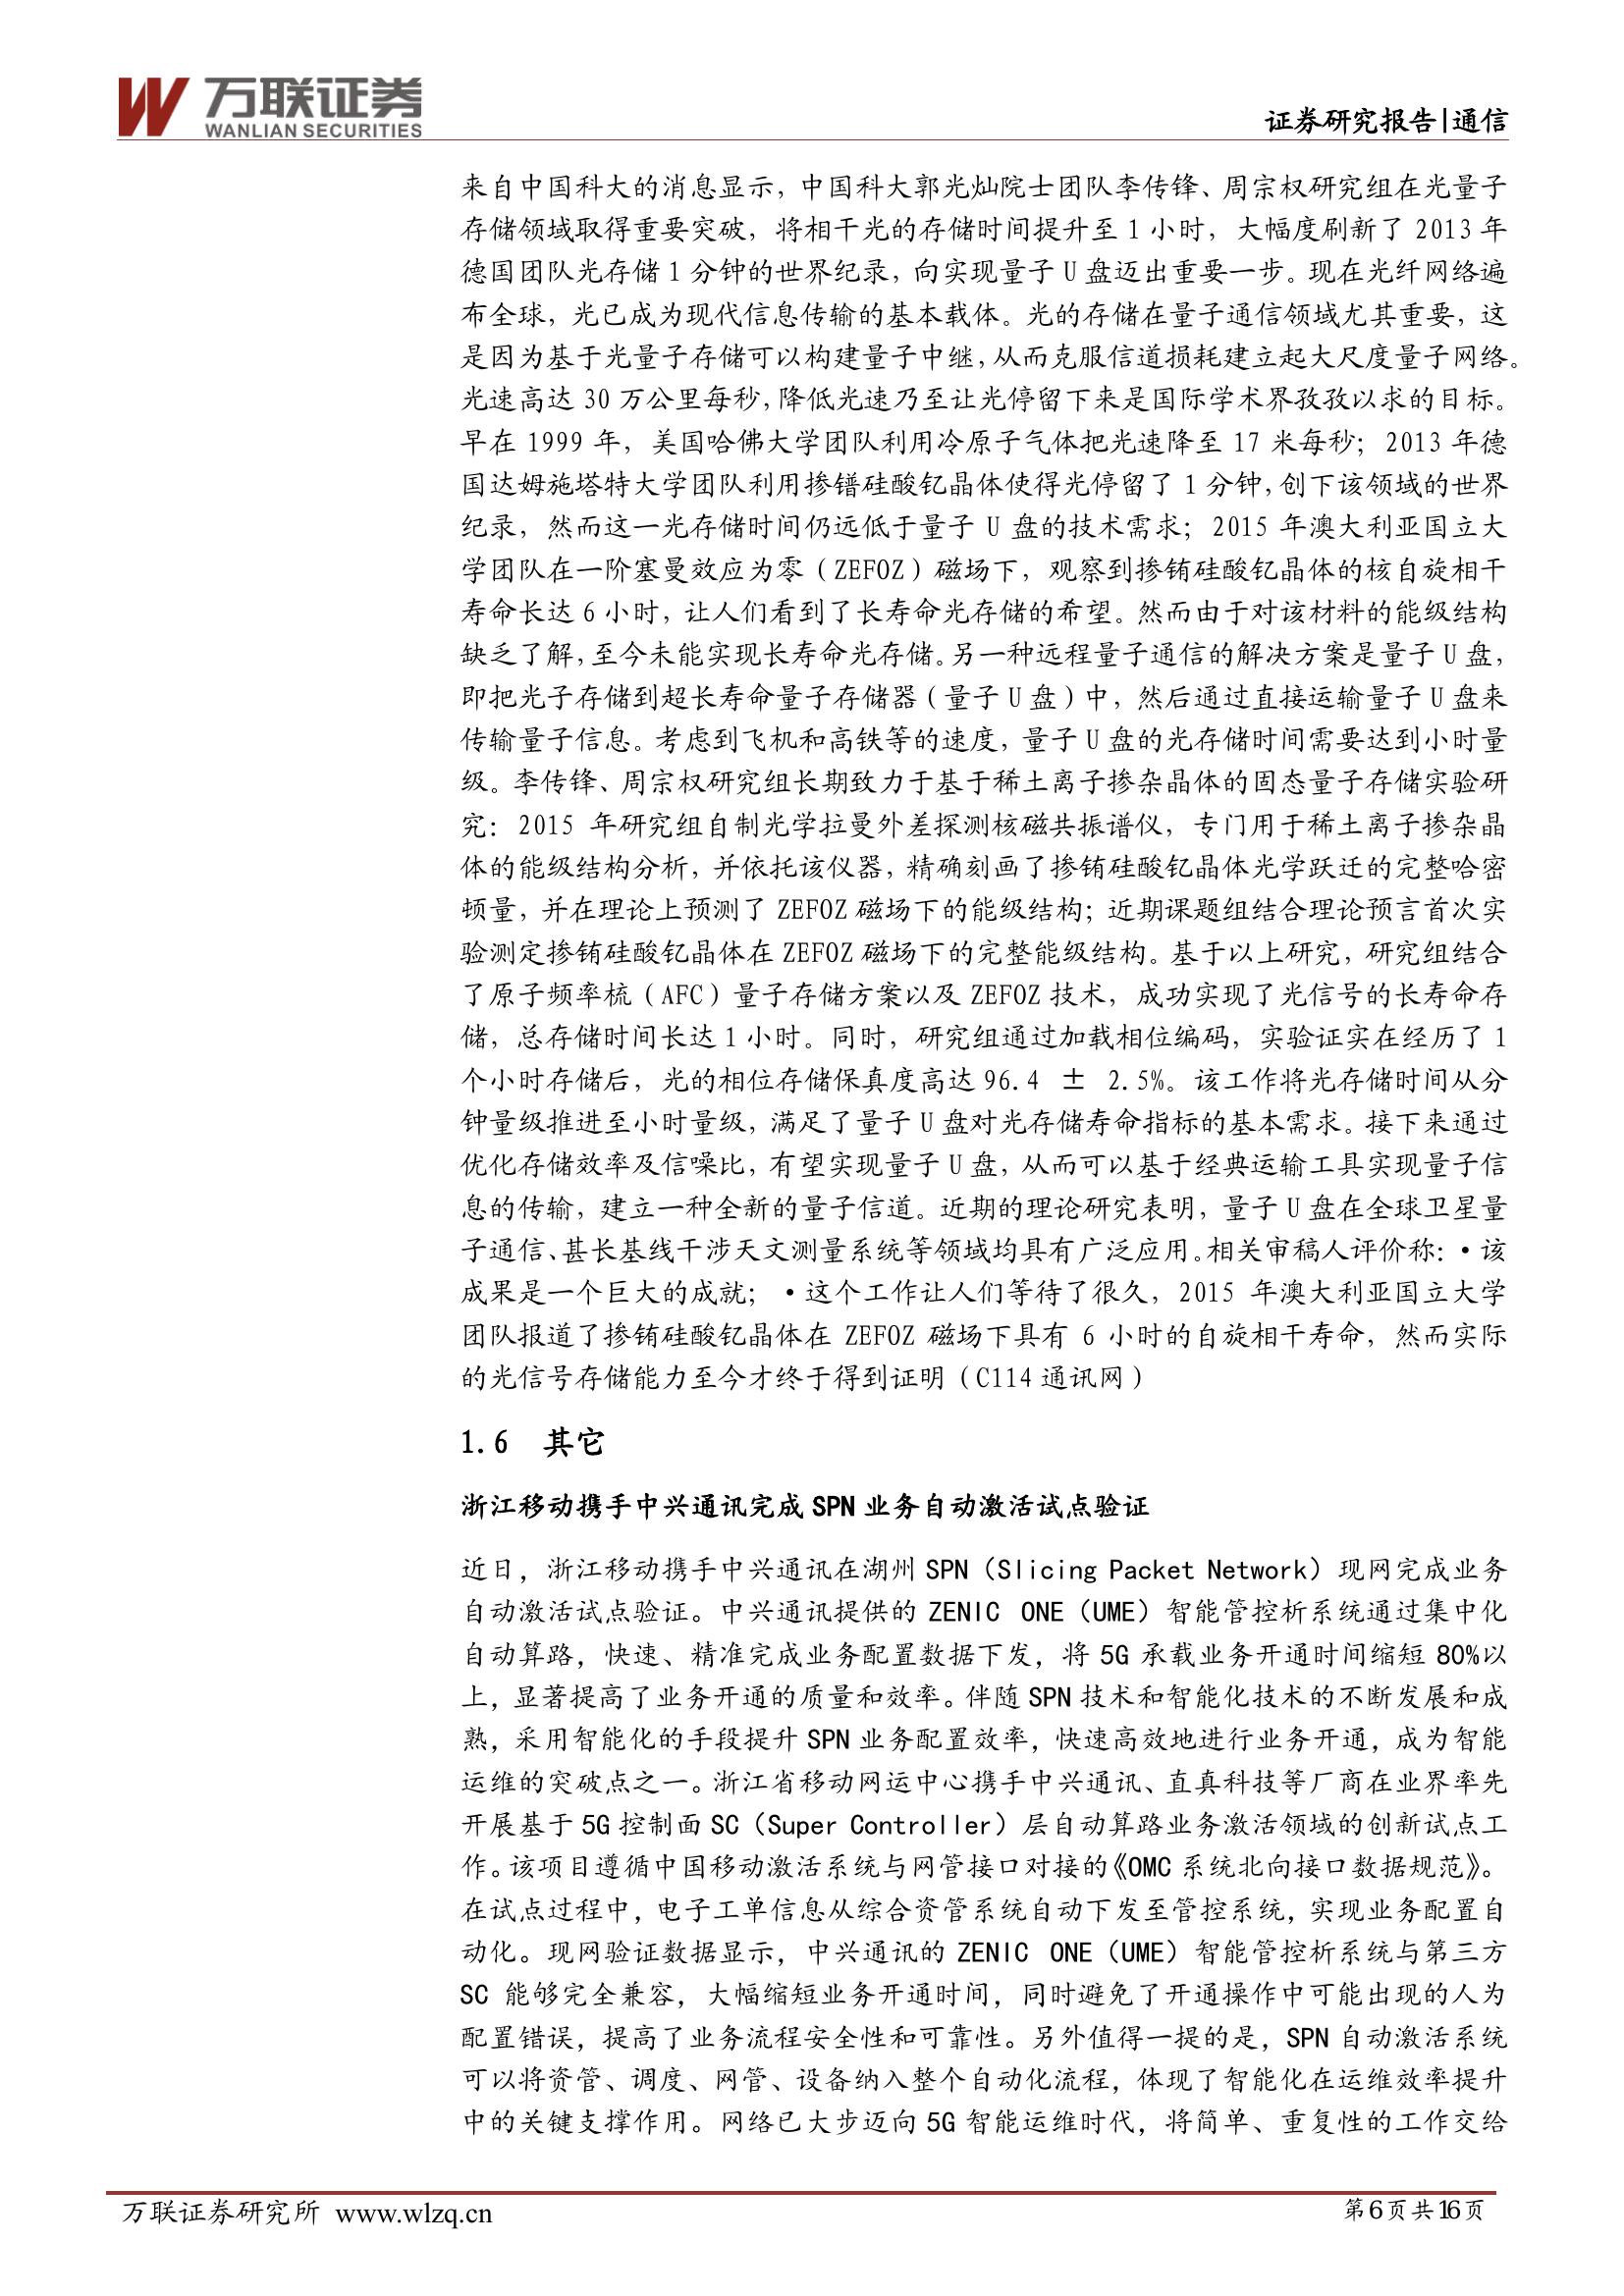 万联证券
WANLIAN SECURITIES
证券研究报告|通信
来自中国科大的消息显示，中国科大郭光灿院士团队李传锋、周宗权研究组在光量子
存储领域取得重要突破，将相干光的存储时间提升至 1 小时，大幅度刷新了 2013 年
德国团队光存储 1 分钟的世界纪录，向实现量子 U 盘迈出重要一步。现在光纤网络遍
布全球，光已成为现代信息传输的基本载体。光的存储在量子通信领域尤其重要，这
是因为基于光量子存储可以构建量子中继，从而克服信道损耗建立起大尺度量子网络。
光速高达 30 万公里每秒，降低光速乃至让光停留下来是国际学术界孜孜以求的目标。
早在 1999 年，美国哈佛大学团队利用冷原子气体把光速降至 17 米每秒；2013 年德
国达姆施塔特大学团队利用掺镨硅酸钇晶体使得光停留了 1 分钟，创下该领域的世界
纪录，然而这一光存储时间仍远低于量子 U 盘的技术需求；2015 年澳大利亚国立大
学团队在一阶塞曼效应为零（ZEFOZ）磁场下，观察到掺铕硅酸钇晶体的核自旋相干
寿命长达 6 小时，让人们看到了长寿命光存储的希望。然而由于对该材料的能级结构
缺乏了解，至今未能实现长寿命光存储。另一种远程量子通信的解决方案是量子 U 盘，
即把光子存储到超长寿命量子存储器（量子 U 盘）中，然后通过直接运输量子 U 盘来
传输量子信息。考虑到飞机和高铁等的速度，量子 U 盘的光存储时间需要达到小时量
级。李传锋、周宗权研究组长期致力于基于稀土离子掺杂晶体的固态量子存储实验研
究：2015 年研究组自制光学拉曼外差探测核磁共振谱仪，专门用于稀土离子掺杂晶
体的能级结构分析，并依托该仪器，精确刻画了掺铕硅酸钇晶体光学跃迁的完整哈密
顿量，并在理论上预测了 ZEFOZ 磁场下的能级结构；近期课题组结合理论预言首次实
验测定掺铕硅酸钇晶体在 ZEFOZ 磁场下的完整能级结构。基于以上研究，研究组结合
了原子频率梳（AFC）量子存储方案以及 ZEFOZ 技术，成功实现了光信号的长寿命存
储，总存储时间长达 1 小时。同时，研究组通过加载相位编码，实验证实在经历了 1
个小时存储后，光的相位存储保真度高达 96.4 ± 2.5%。该工作将光存储时间从分
钟量级推进至小时量级，满足了量子 U 盘对光存储寿命指标的基本需求。接下来通过
优化存储效率及信噪比，有望实现量子 U 盘，从而可以基于经典运输工具实现量子信
息的传输，建立一种全新的量子信道。近期的理论研究表明，量子 U 盘在全球卫星量
子通信、甚长基线干涉天文测量系统等领域均具有广泛应用。相关审稿人评价称：•该
成果是一个巨大的成就； •这个工作让人们等待了很久，2015 年澳大利亚国立大学
团队报道了掺铕硅酸钇晶体在 ZEFOZ 磁场下具有 6 小时的自旋相干寿命，然而实际
的光信号存储能力至今才终于得到证明（C114 通讯网）
1.6 其它
浙江移动携手中兴通讯完成 SPN 业务自动激活试点验证
近日，浙江移动携手中兴通讯在湖州 SPN（Slicing Packet Network）现网完成业务
自动激活试点验证。中兴通讯提供的 ZENIC ONE（UME）智能管控析系统通过集中化
自动算路，快速、精准完成业务配置数据下发，将 5G 承载业务开通时间缩短 80%以
上，显著提高了业务开通的质量和效率。伴随 SPN 技术和智能化技术的不断发展和成
熟，采用智能化的手段提升 SPN 业务配置效率，快速高效地进行业务开通，成为智能
运维的突破点之一。浙江省移动网运中心携手中兴通讯、直真科技等厂商在业界率先
开展基于 5G 控制面 SC（Super Controller）层自动算路业务激活领域的创新试点工
作。该项目遵循中国移动激活系统与网管接口对接的《OMC 系统北向接口数据规范》。
在试点过程中，电子工单信息从综合资管系统自动下发至管控系统，实现业务配置自
动化。现网验证数据显示，中兴通讯的 ZENIC ONE（UME）智能管控析系统与第三方
SC 能够完全兼容，大幅缩短业务开通时间，同时避免了开通操作中可能出现的人为
配置错误，提高了业务流程安全性和可靠性。另外值得一提的是，SPN 自动激活系统
可以将资管、调度、网管、设备纳入整个自动化流程，体现了智能化在运维效率提升
中的关键支撑作用。网络已大步迈向 5G 智能运维时代，将简单、重复性的工作交给
万联证券研究所 www.wlzq.cn
第6页共16页